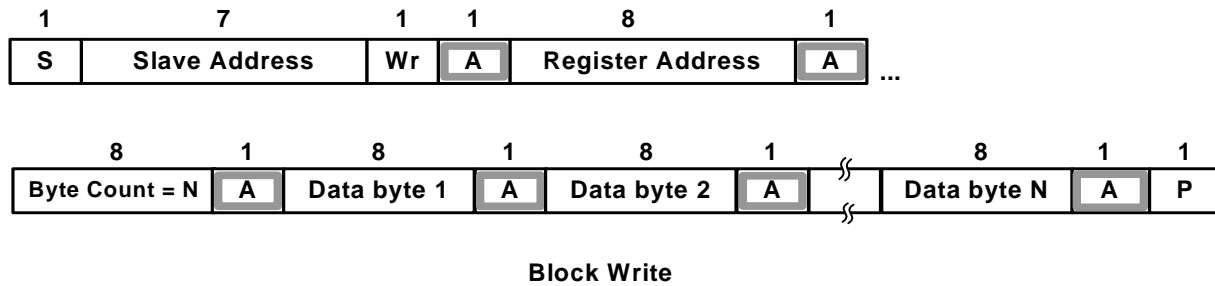 1 7 1 1 8 1
S Slave Address Wr A Register Address A ...
8 1 8 1 8 1 8 1 1
Byte Count = N A Data byte 1 A Data byte 2 A Data byte N A P
Block Write